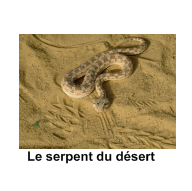 Le serpent du désert